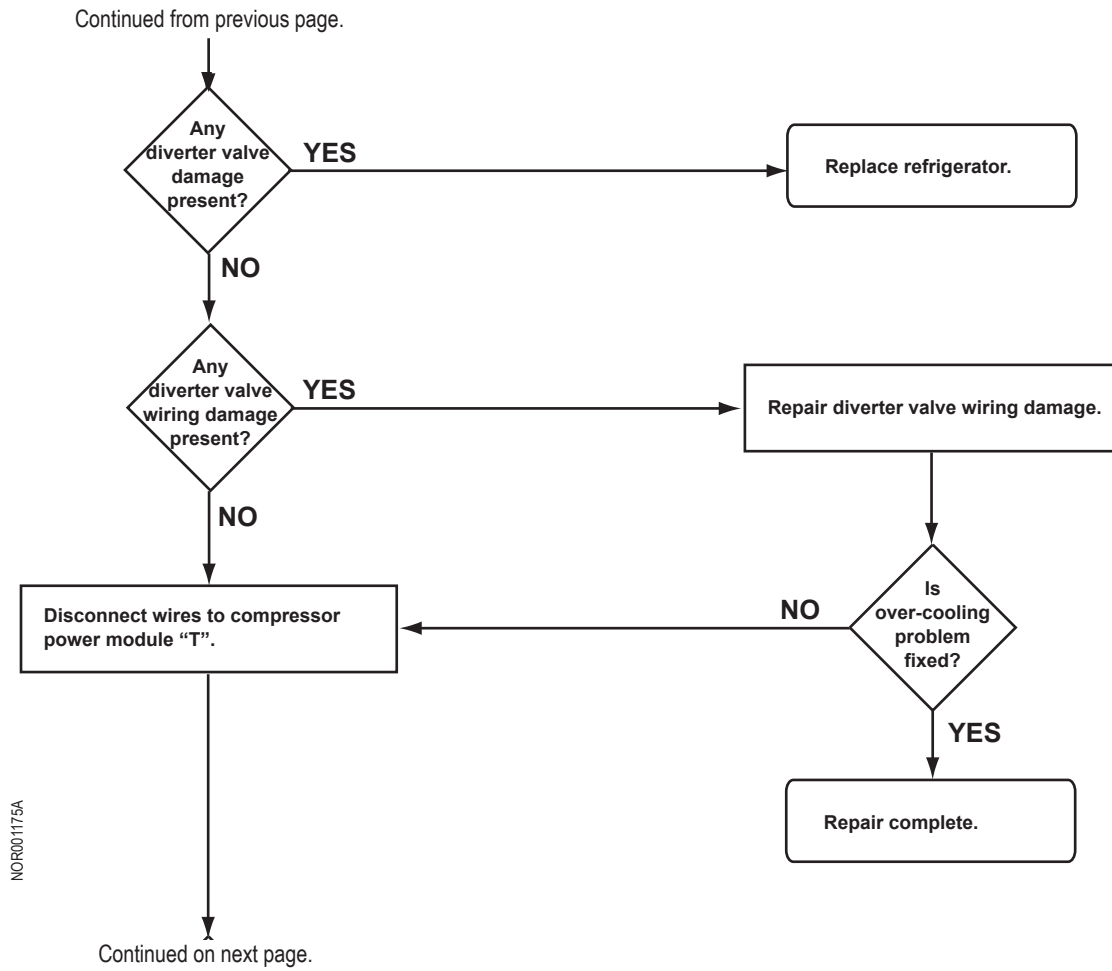 Continued from previous page.
Any
diverter valve
damage
present?
YES
Replace refrigerator.
NO
Any
diverter valve
wiring damage
present?
YES
Repair diverter valve wiring damage.
NO
Disconnect wires to compressor
power module “T”.
NO
Is
over-cooling
problem
fixed?
YES
Repair complete.
NOR001175A
Continued on next page.